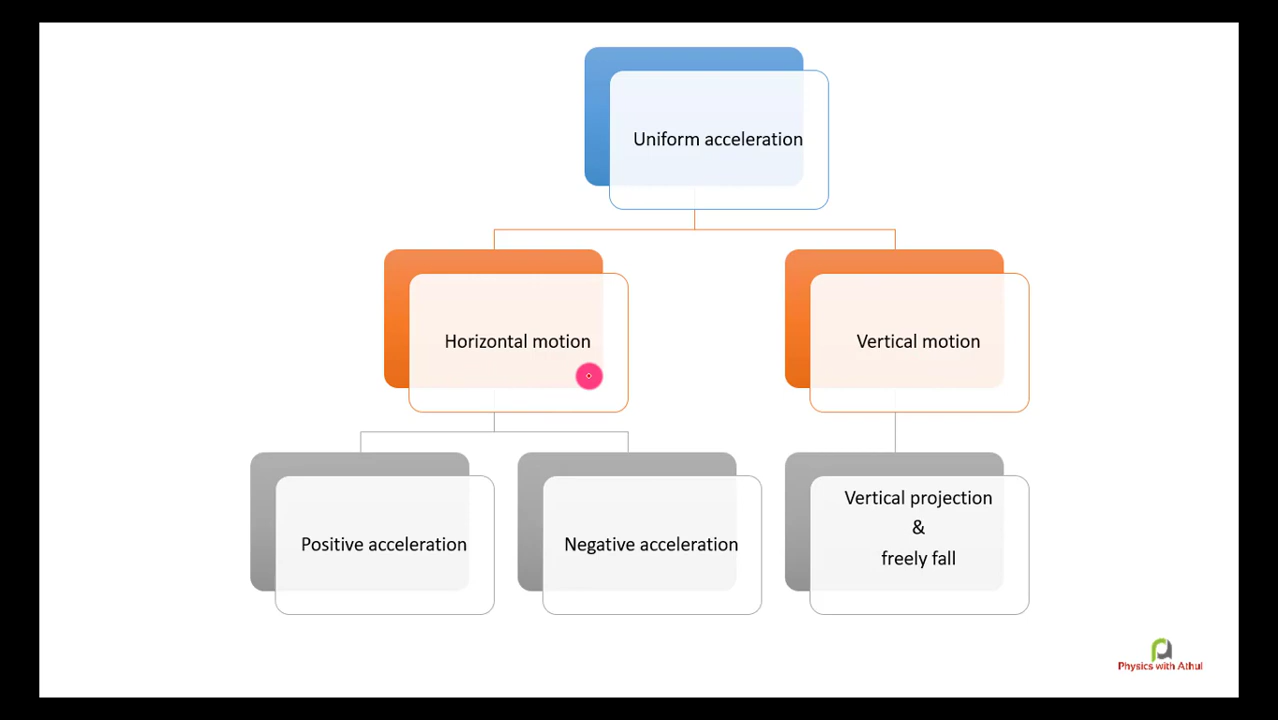 Uniform acceleration
Horizontal motion
Vertical motion
Positive acceleration
Negative acceleration
Vertical projection
&
freely fall
Physics with Athul